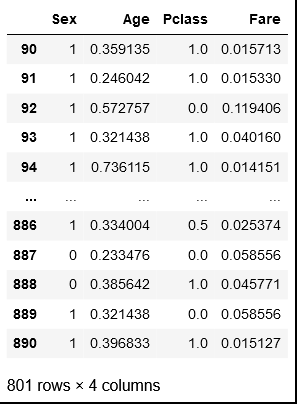 Sex Age Pclass Fare
90 1 0.359135 1.0 0.015713
91 1 0.246042 1.0 0.015330
92 1 0.572757 0.0 0.119406
93 1 0.321438 1.0 0.040160
94 1 0.736115 1.0 0.014151
... ... ... ... ...
886 1 0.334004 0.5 0.025374
887 0 0.233476 0.0 0.058556
888 0 0.385642 1.0 0.045771
889 1 0.321438 0.0 0.058556
890 1 0.396833 1.0 0.015127
801 rows × 4 columns